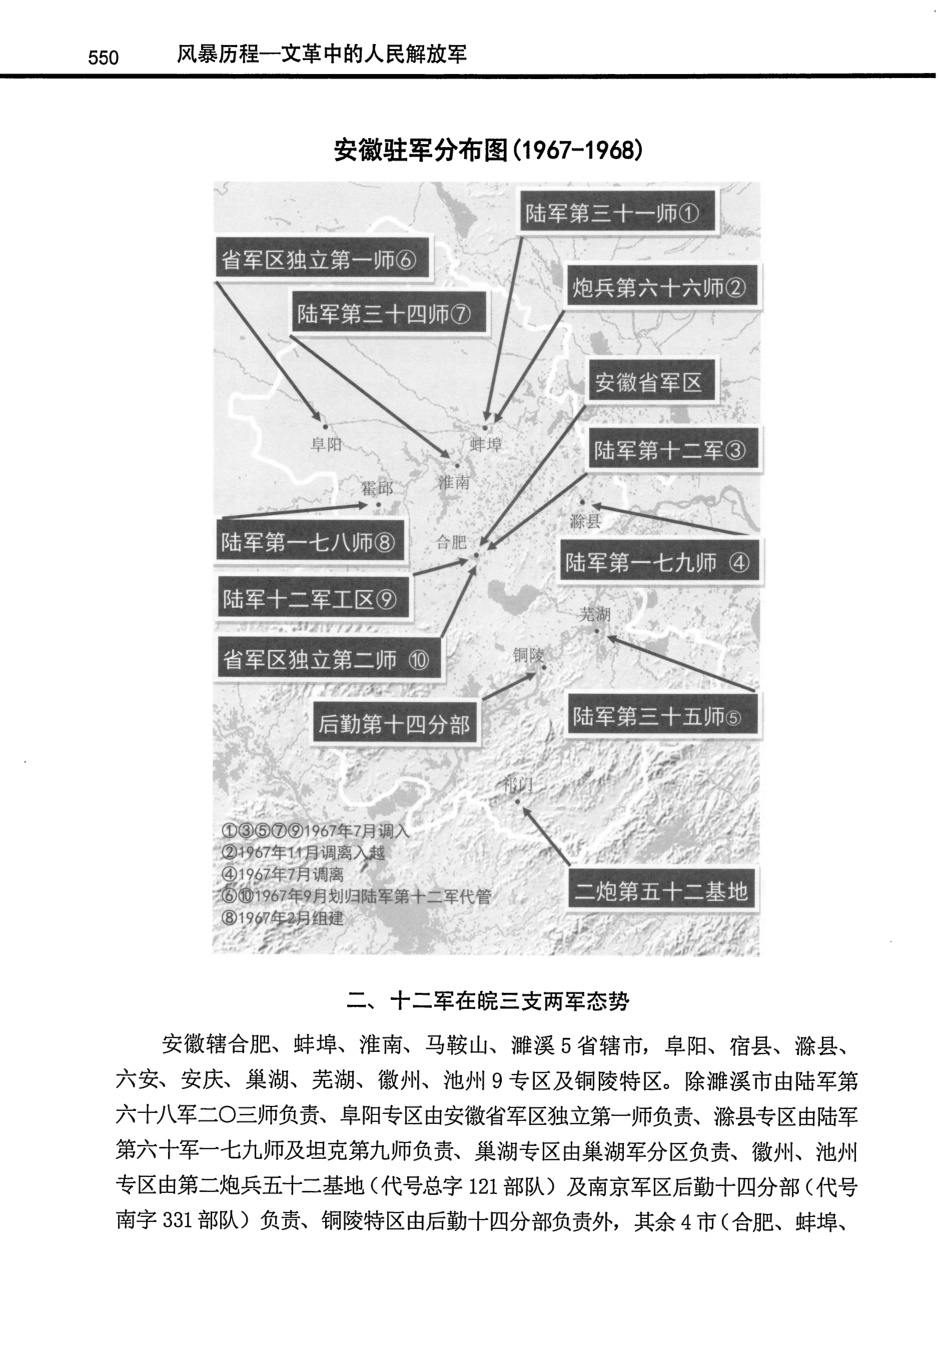 550 风暴历程—文革中的人民解放军
安徽驻军分布图(1967-1968)
陆军第三十一师①
省军区独立第一师⑥
炮兵第六十六师②
陆军第三十四师⑦
安徽省军区
陆军第十二军③
阜阳
蚌埠
淮南
霍邱
滁县
陆军第一七八师⑧
合肥
陆军第一七九师 ④
陆军十二军工区⑨
芜湖
省军区独立第二师 ⑩
铜陵
后勤第十四分部
陆军第三十五师⑤
祁门
①③⑤⑦⑨1967年7月调入
②1967年11月调离入越
④1967年7月调离
⑥⑩1967年9月划归陆军第十二军代管
⑧1967年2月组建
二炮第五十二基地
二、十二军在皖三支两军态势
安徽辖合肥、蚌埠、淮南、马鞍山、濉溪 5 省辖市，阜阳、宿县、滁县、
六安、安庆、巢湖、芜湖、徽州、池州 9 专区及铜陵特区。除濉溪市由陆军第
六十八军二〇三师负责、阜阳专区由安徽省军区独立第一师负责、滁县专区由陆军
第六十军一七九师及坦克第九师负责、巢湖专区由巢湖军分区负责、徽州、池州
专区由第二炮兵五十二基地（代号总字 121 部队）及南京军区后勤十四分部（代号
南字 331 部队）负责、铜陵特区由后勤十四分部负责外，其余 4 市（合肥、蚌埠、